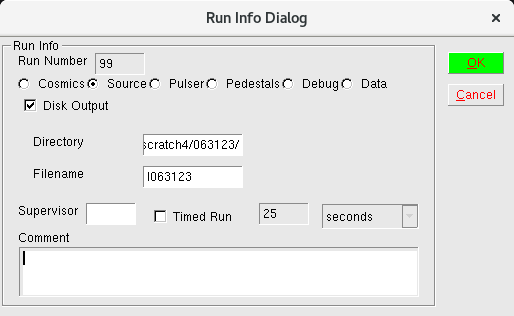 Run Info Dialog
Run Info
Run Number 99
Cosmics Source Pulser Pedestals Debug Data
Disk Output
Directory scratch4/063123/
Filename l063123
Supervisor Timed Run 25 seconds
Comment
OK
Cancel